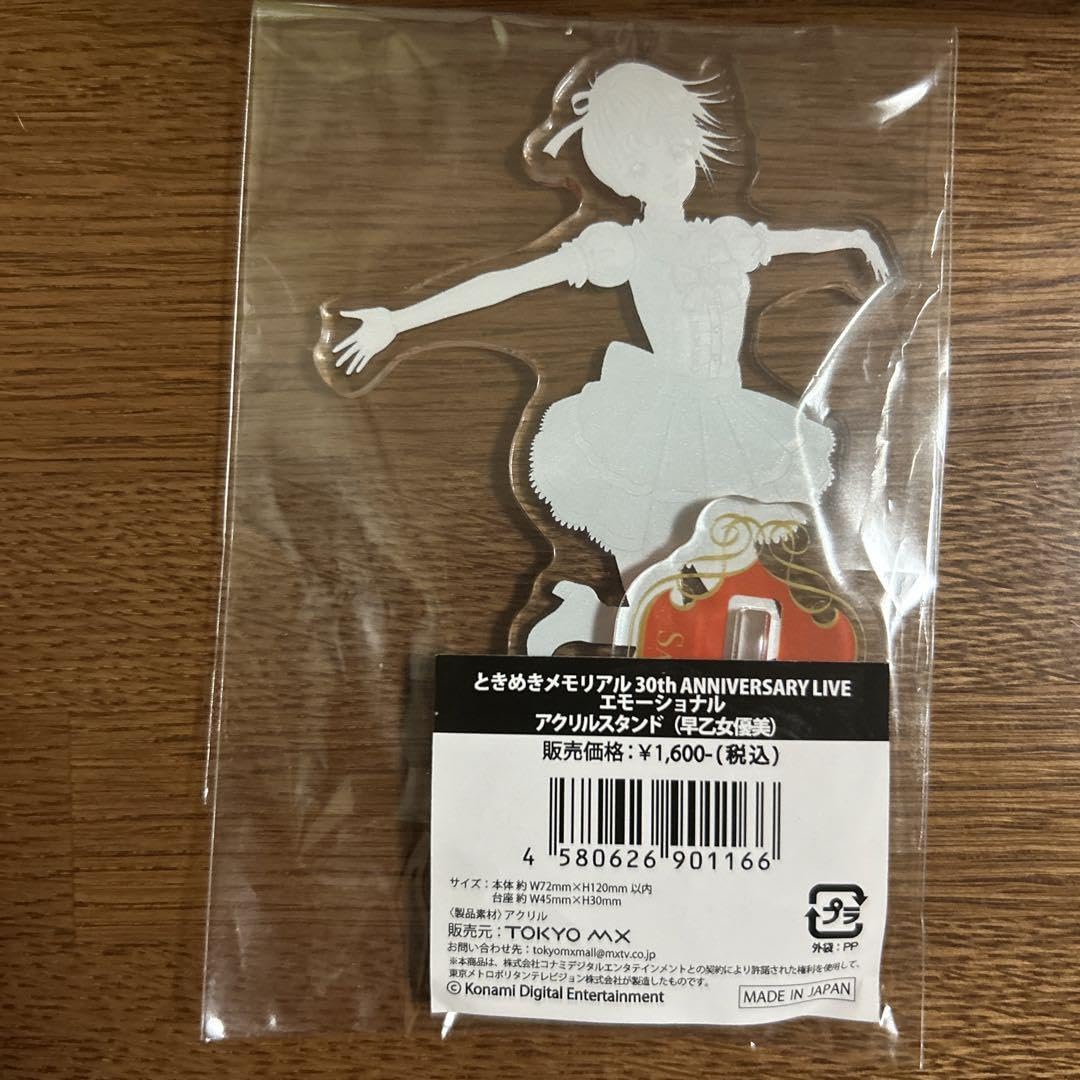 SA
ときめきメモリアル 30th ANNIVERSARY LIVE
エモーショナル
アクリルスタンド（早乙女優美）
販売価格：¥1,600-(税込)
4 580626 901166
サイズ：本体 約 W72mm×H120mm 以内
台座 約 W45mm×H30mm
〈製品素材〉アクリル
販売元：TOKYO MX
お問い合わせ先：tokyomxmall@mxtv.co.jp
※本商品は、株式会社コナミデジタルエンタテインメントとの契約により許諾された権利を使用して、
東京メトロポリタンテレビジョン株式会社が製造したものです。
© Konami Digital Entertainment
プラ
外袋：PP
MADE IN JAPAN